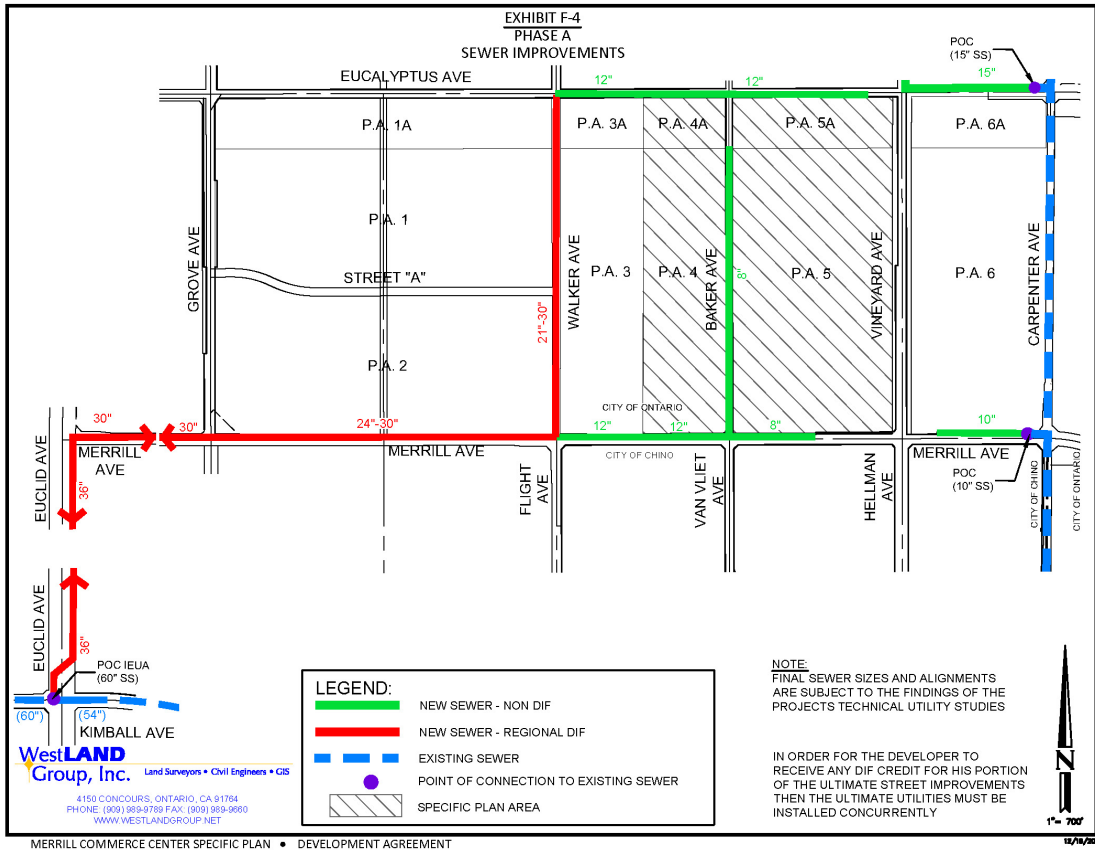 EXHIBIT F-4
PHASE A
SEWER IMPROVEMENTS
POC
(15" SS)
EUCALYPTUS AVE
12"
12"
15"
P.A. 1A
P.A. 3A
P.A. 4A
P.A. 5A
P.A. 6A
GROVE AVE
P.A. 1
STREET "A"
P.A. 2
21"-30"
WALKER AVE
P.A. 3
P.A. 4
BAKER AVE
8"
P.A. 5
VINEYARD AVE
P.A. 6
CARPENTER AVE
CITY OF ONTARIO
30"
30"
24"-30"
12"
12"
8"
10"
MERRILL
AVE
MERRILL AVE
CITY OF CHINO
MERRILL AVE
POC
(10" SS)
EUCLID AVE
36"
FLIGHT
AVE
VAN VLIET
AVE
HELLMAN
AVE
CITY OF CHINO
CITY OF ONTARIO
EUCLID AVE
36"
POC IEUA
(60" SS)
(60")
(54")
KIMBALL AVE
LEGEND:
NEW SEWER - NON DIF
NEW SEWER - REGIONAL DIF
EXISTING SEWER
POINT OF CONNECTION TO EXISTING SEWER
SPECIFIC PLAN AREA
NOTE:
FINAL SEWER SIZES AND ALIGNMENTS
ARE SUBJECT TO THE FINDINGS OF THE
PROJECTS TECHNICAL UTILITY STUDIES
IN ORDER FOR THE DEVELOPER TO
RECEIVE ANY DIF CREDIT FOR HIS PORTION
OF THE ULTIMATE STREET IMPROVEMENTS
THEN THE ULTIMATE UTILITIES MUST BE
INSTALLED CONCURRENTLY
N
1"= 700'
WestLAND
Group, Inc.
Land Surveyors • Civil Engineers • GIS
4150 CONCOURS, ONTARIO, CA 91764
PHONE: (909) 989-9789 FAX: (909) 989-9660
WWW.WESTLANDGROUP.NET
MERRILL COMMERCE CENTER SPECIFIC PLAN • DEVELOPMENT AGREEMENT